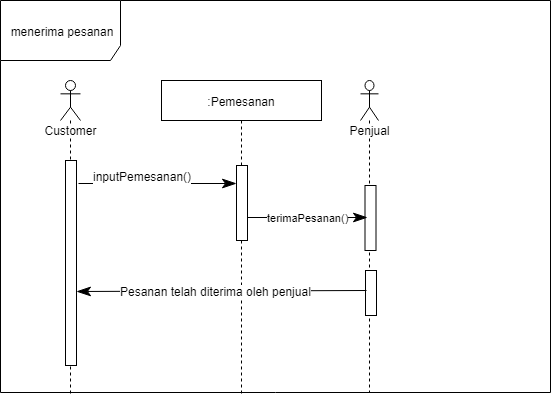 menerima pesanan
:Pemesanan
Customer
Penjual
inputPemesanan()
terimaPesanan()
Pesanan telah diterima oleh penjual